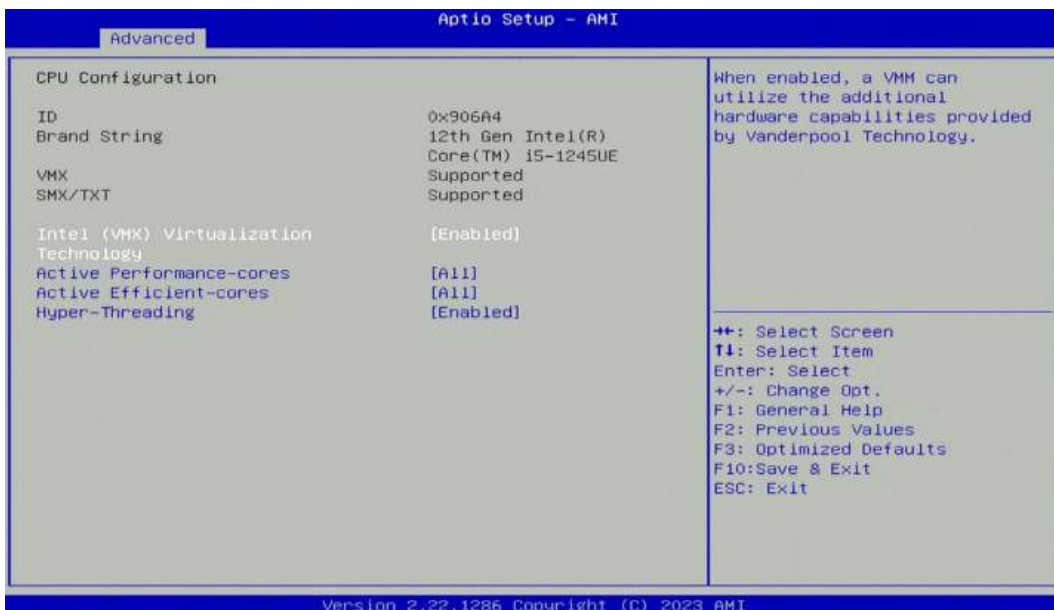 Aptio Setup – AMI
Advanced
CPU Configuration
ID 0x906A4
Brand String 12th Gen Intel(R)
Core(TM) i5-1245UE
VMX Supported
SMX/TXT Supported
Intel (VMX) Virtualization [Enabled]
Technology
Active Performance-cores [All]
Active Efficient-cores [All]
Hyper-Threading [Enabled]
When enabled, a VMM can
utilize the additional
hardware capabilities provided
by Vanderpool Technology.
→←: Select Screen
↑↓: Select Item
Enter: Select
+/-: Change Opt.
F1: General Help
F2: Previous Values
F3: Optimized Defaults
F10:Save & Exit
ESC: Exit
Version 2.22.1286 Copyright (C) 2023 AMI